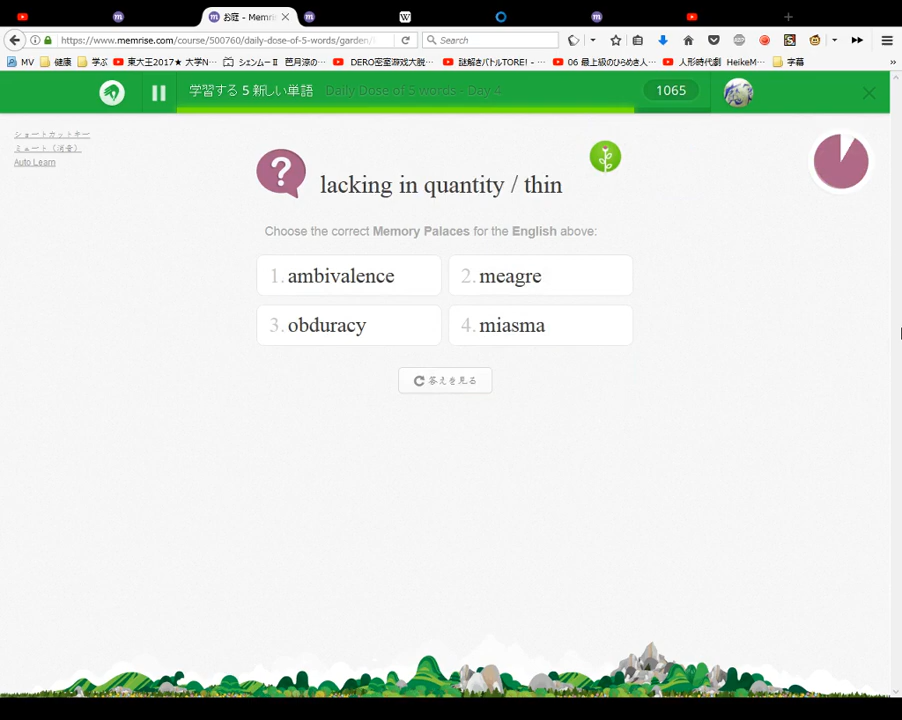 お庭 - Memri
https://www.memrise.com/course/500760/daily-dose-of-5-words/garden/
Search
MV 健康 学ぶ 東大王2017★ 大学N… シェンムーⅡ 芭月涼の… DERO密室游戏大脱… 謎解きバトルTORE! - … 06 最上級のひらめき人… 人形時代劇 HeikeM… 字幕
学習する 5 新しい単語 Daily Dose of 5 words - Day 4 1065
ショートカットキー
ミュート（消音）
Auto Learn
lacking in quantity / thin
Choose the correct Memory Palaces for the English above:
1. ambivalence 2. meagre
3. obduracy 4. miasma
答えを見る